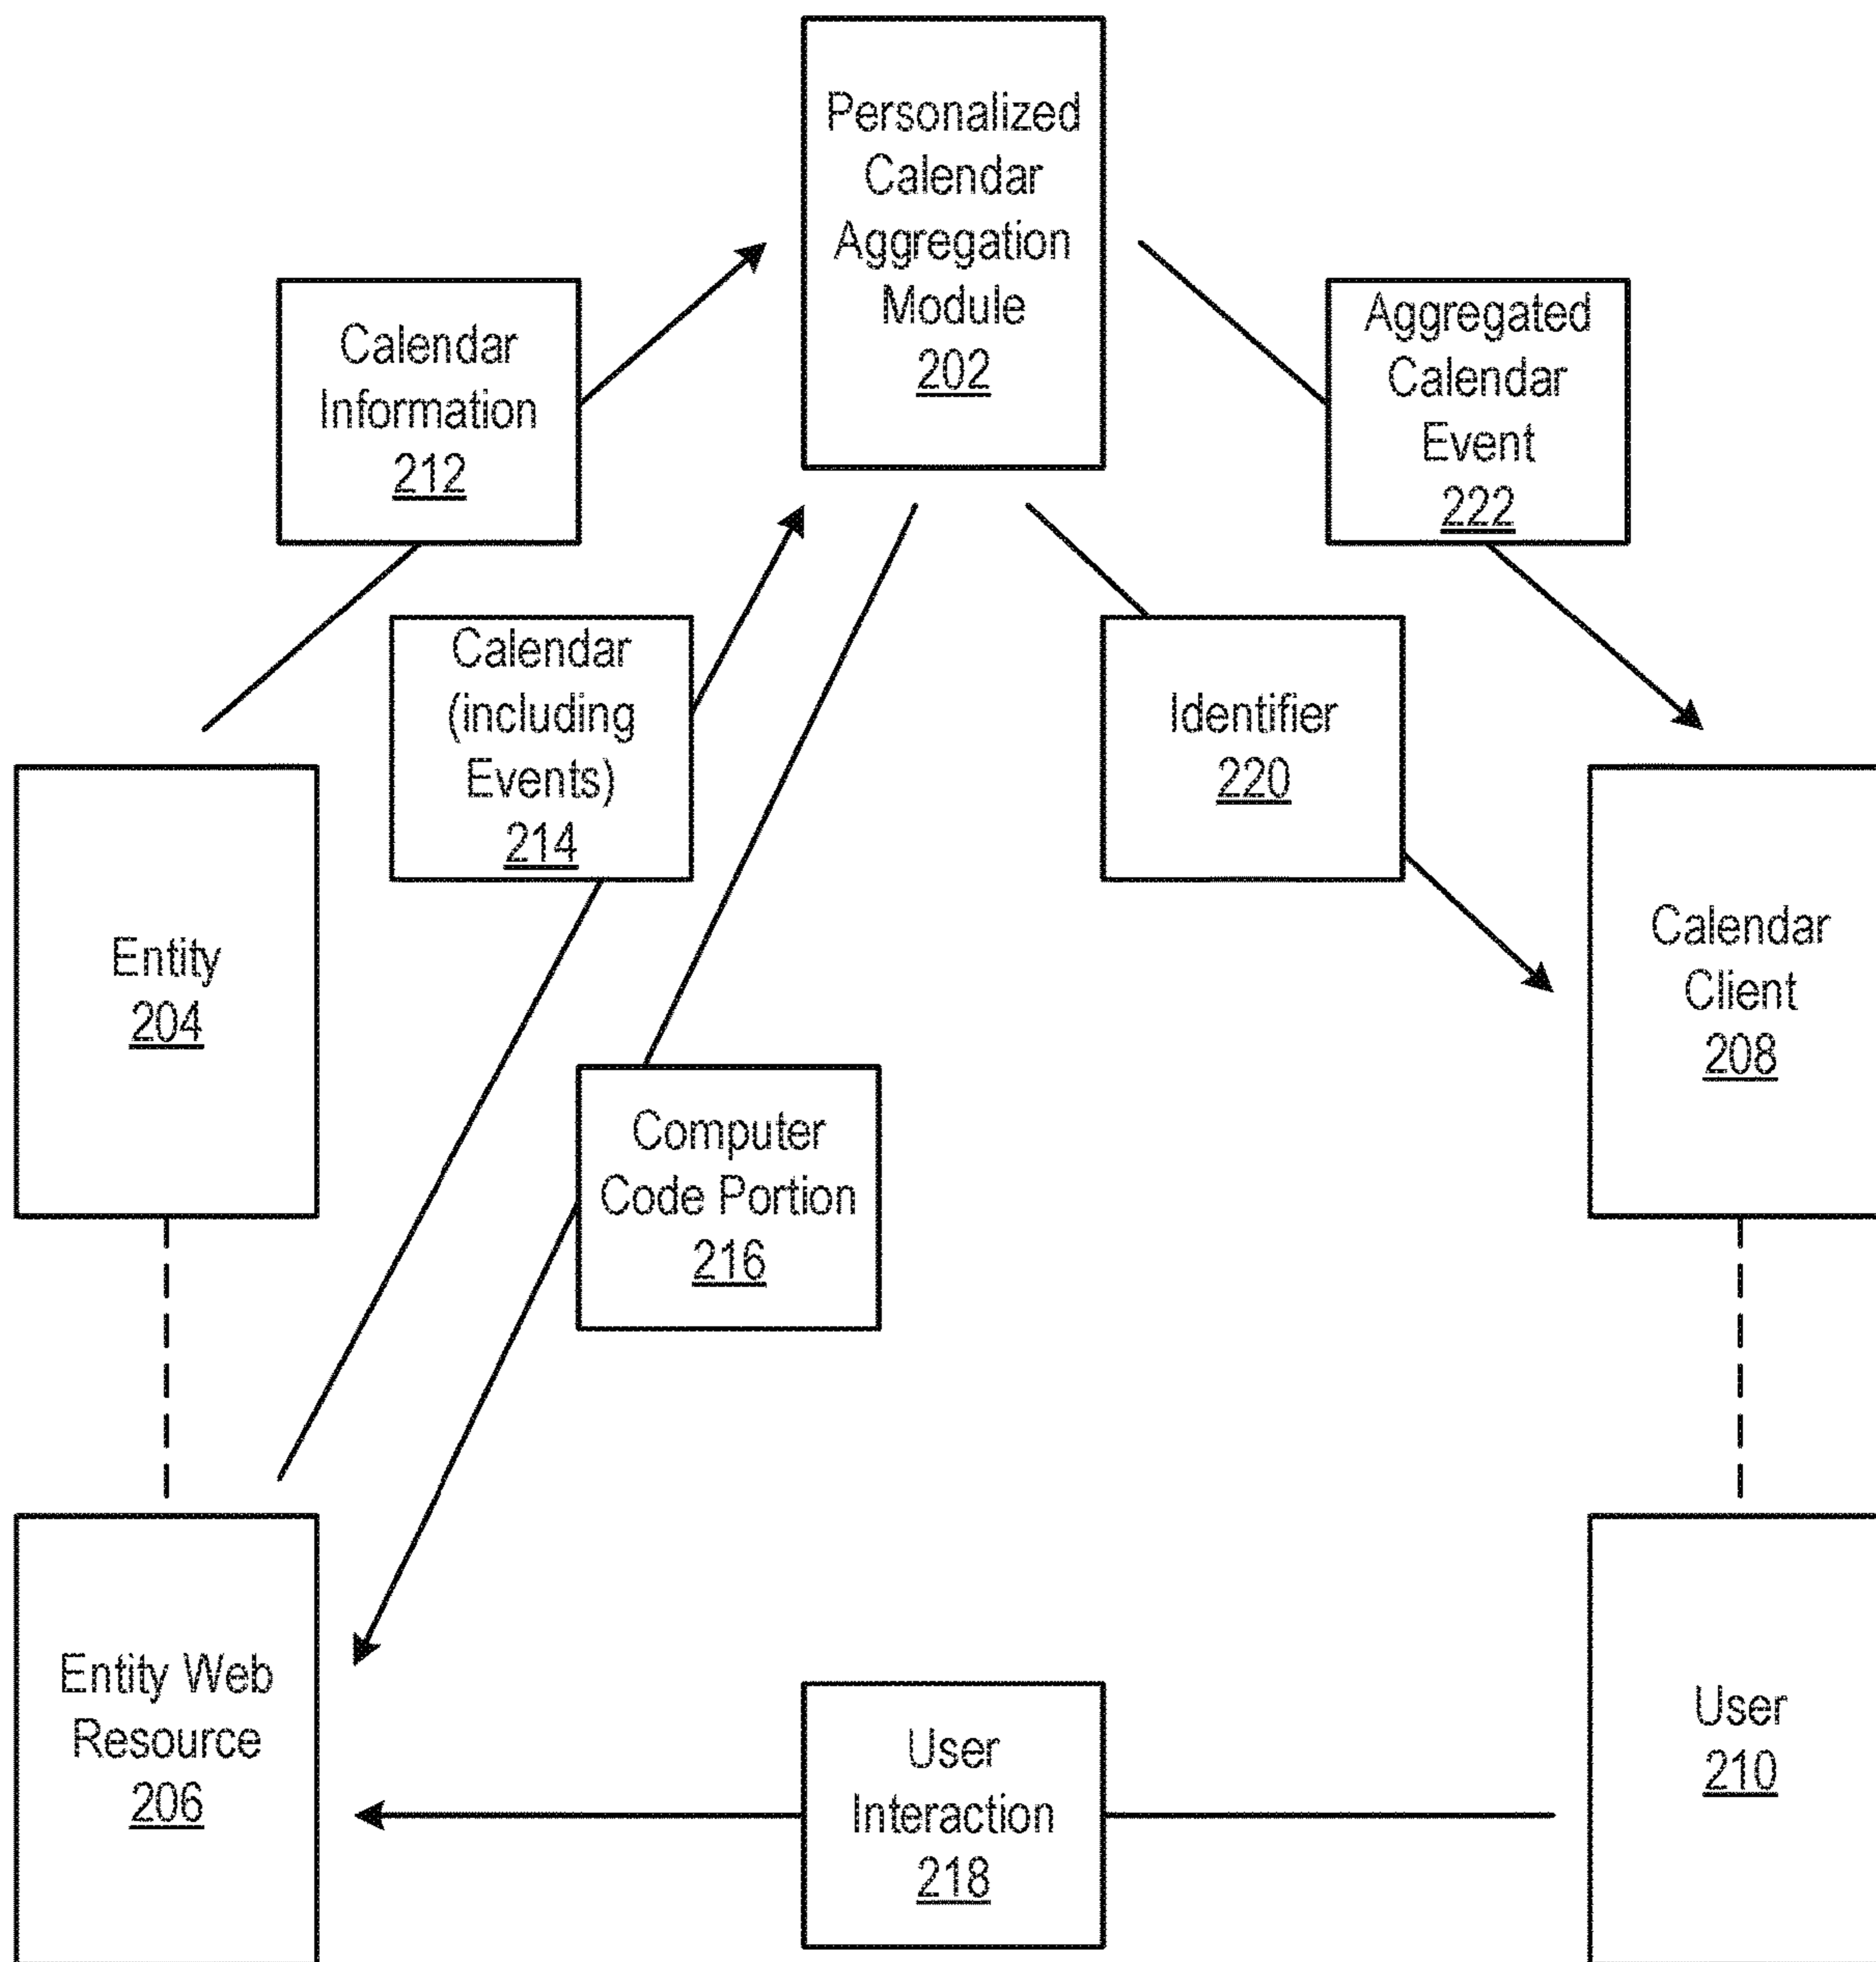 Personalized
Calendar
Aggregation
Module
202
Calendar
Information
212
Aggregated
Calendar
Event
222
Calendar
(including
Events)
214
Identifier
220
Entity
204
Calendar
Client
208
Computer
Code Portion
216
Entity Web
Resource
206
User
Interaction
218
User
210